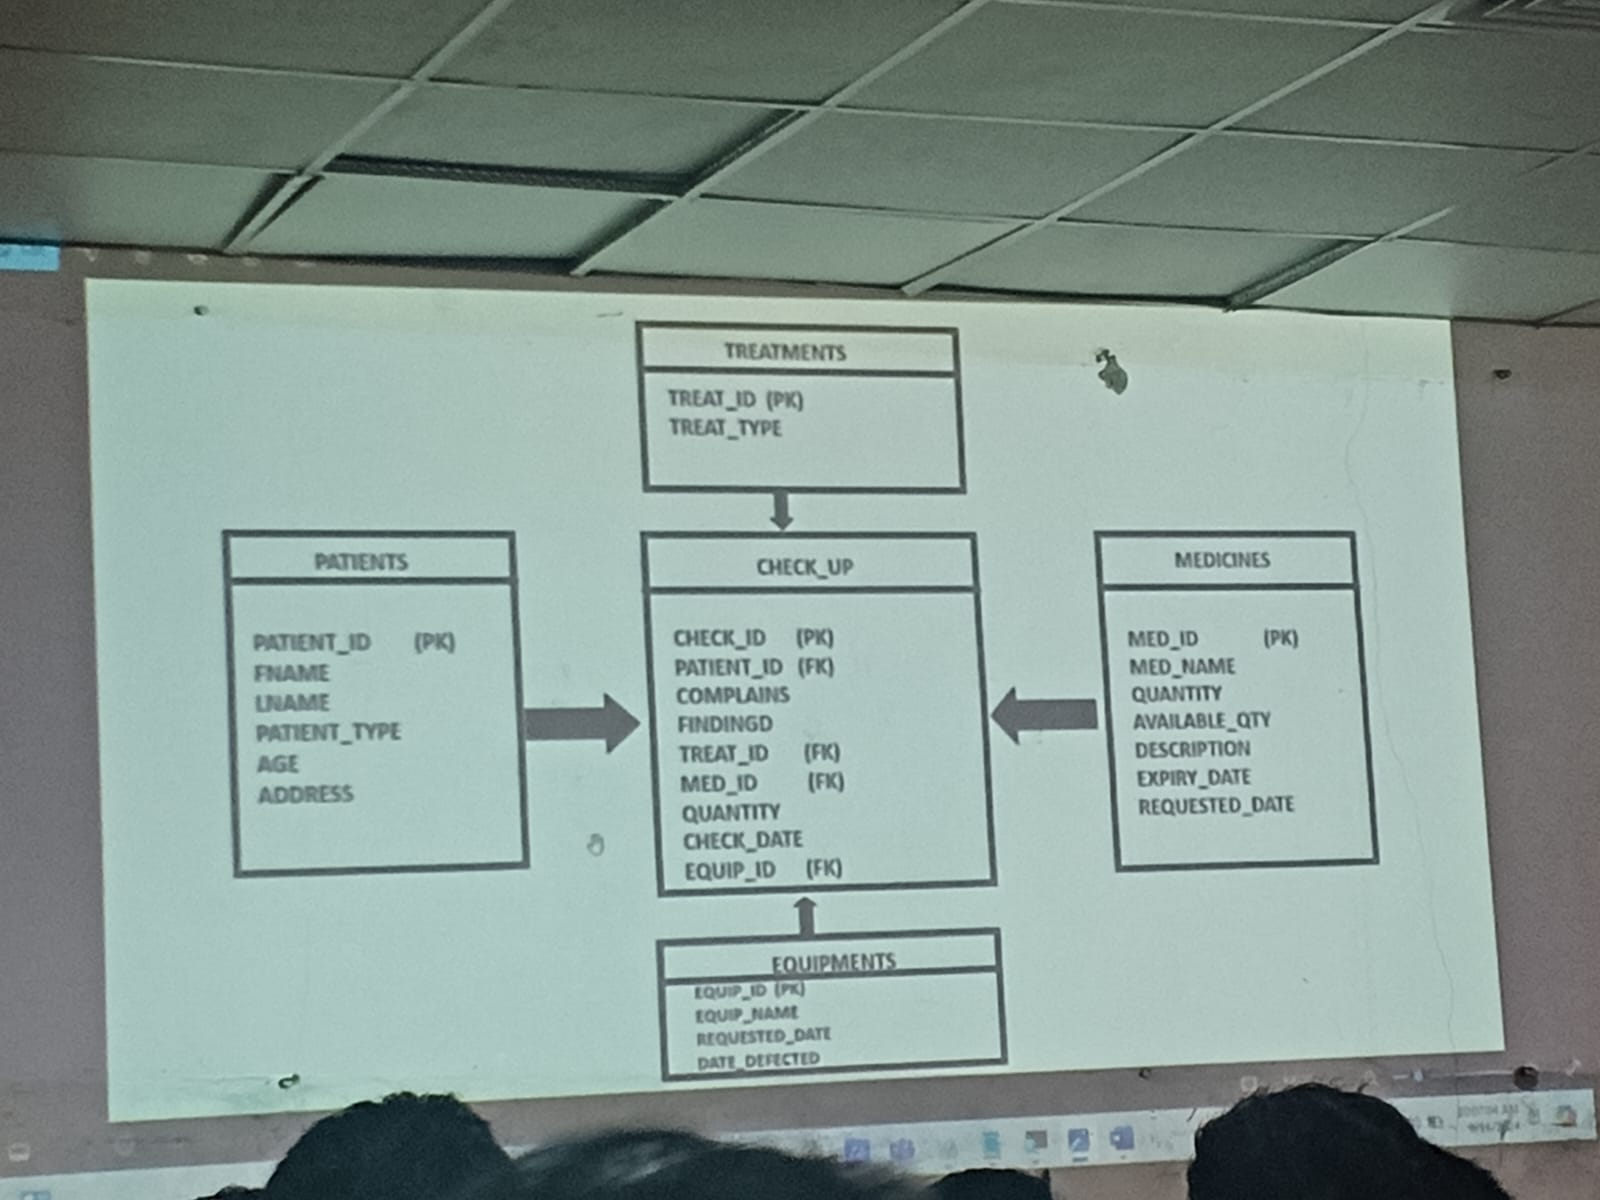 TREATMENTS
TREAT_ID (PK)
TREAT_TYPE
PATIENTS
PATIENT_ID (PK)
FNAME
LNAME
PATIENT_TYPE
AGE
ADDRESS
CHECK_UP
CHECK_ID (PK)
PATIENT_ID (FK)
COMPLAINS
FINDINGD
TREAT_ID (FK)
MED_ID (FK)
QUANTITY
CHECK_DATE
EQUIP_ID (FK)
MEDICINES
MED_ID (PK)
MED_NAME
QUANTITY
AVAILABLE_QTY
DESCRIPTION
EXPIRY_DATE
REQUESTED_DATE
EQUIPMENTS
EQUIP_ID (PK)
EQUIP_NAME
REQUESTED_DATE
DATE_DEFECTED